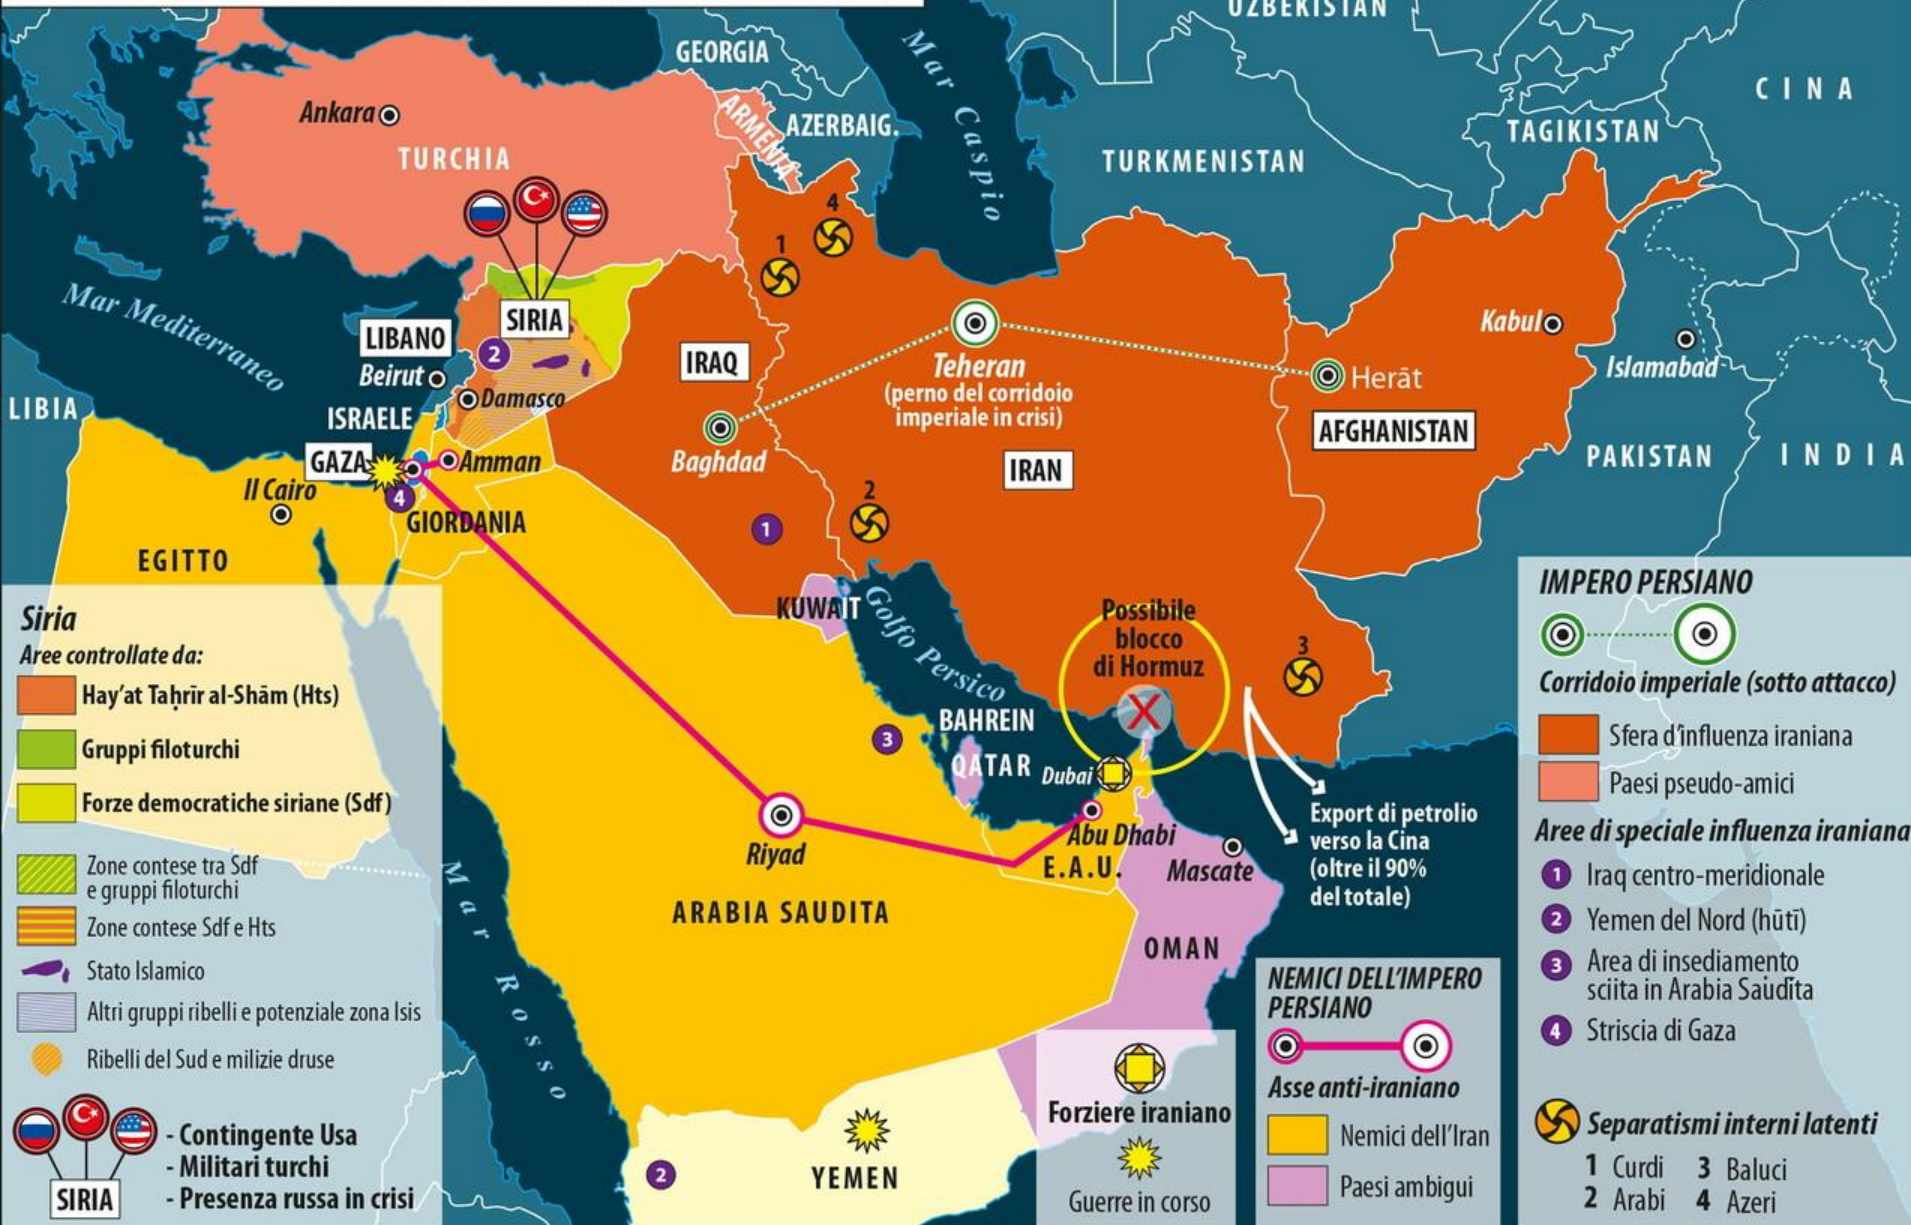 UZBEKISTAN
GEORGIA
Mar Caspio
CINA
ARMENIA
AZERBAIG.
TAGIKISTAN
TURKMENISTAN
Ankara
TURCHIA
4
1
Mar Mediterraneo
SIRIA
LIBANO
2
Beirut
Damasco
IRAQ
Teheran
(perno del corridoio
imperiale in crisi)
Kabul
Islamabad
Herāt
LIBIA
ISRAELE
GAZA
Amman
Baghdad
IRAN
AFGHANISTAN
PAKISTAN
INDIA
Il Cairo
4
GIORDANIA
2
1
EGITTO
KUWAIT
Golfo Persico
Possibile
blocco
di Hormuz
X
3
3
BAHREIN
QATAR
Dubai
Abu Dhabi
E.A.U.
Mascate
Export di petrolio
verso la Cina
(oltre il 90%
del totale)
Riyad
ARABIA SAUDITA
OMAN
Mar Rosso
YEMEN
2
Siria
Aree controllate da:
Hay'at Taḥrīr al-Shām (Hts)
Gruppi filoturchi
Forze democratiche siriane (Sdf)
Zone contese tra Sdf
e gruppi filoturchi
Zone contese Sdf e Hts
Stato Islamico
Altri gruppi ribelli e potenziale zona Isis
Ribelli del Sud e milizie druse
SIRIA
- Contingente Usa
- Militari turchi
- Presenza russa in crisi
Forziere iraniano
Guerre in corso
NEMICI DELL'IMPERO
PERSIANO
Asse anti-iraniano
Nemici dell'Iran
Paesi ambigui
IMPERO PERSIANO
Corridoio imperiale (sotto attacco)
Sfera d'influenza iraniana
Paesi pseudo-amici
Aree di speciale influenza iraniana
1 Iraq centro-meridionale
2 Yemen del Nord (hūtī)
3 Area di insediamento
sciita in Arabia Saudita
4 Striscia di Gaza
Separatismi interni latenti
1 Curdi 3 Baluci
2 Arabi 4 Azeri